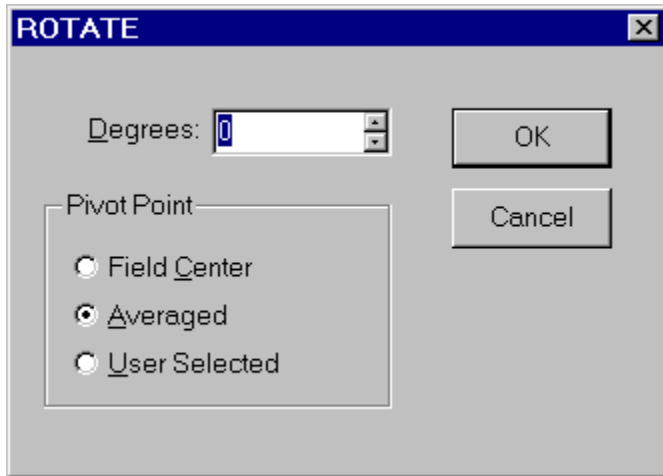 ROTATE
Degrees: 0
OK
Pivot Point
Cancel
Field Center
Averaged
User Selected